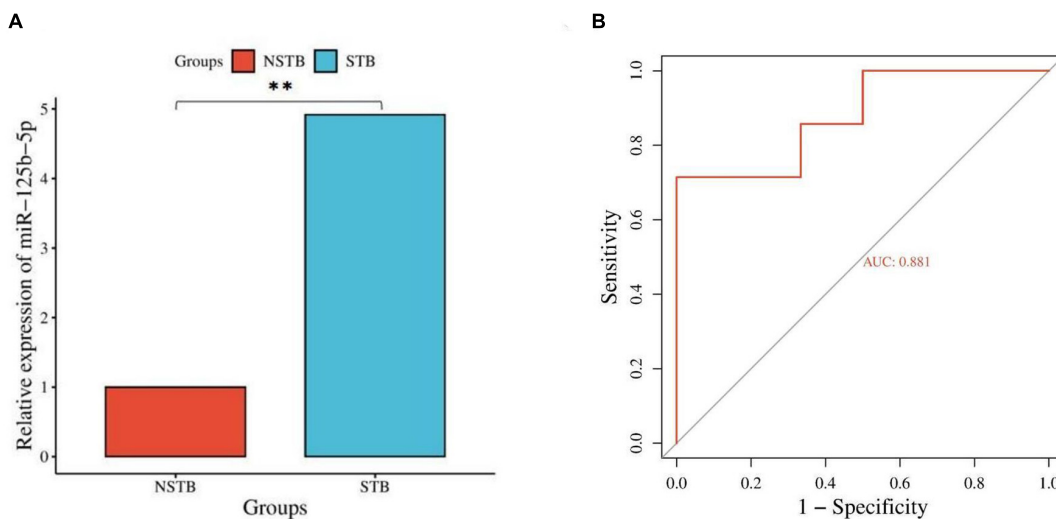 A
Groups NSTB STB
**
Relative expression of miR−125b−5p
5
4
3
2
1
0
NSTB STB
Groups
B
Sensitivity
1.0
0.8
0.6
0.4
0.2
0.0
AUC: 0.881
0.0 0.2 0.4 0.6 0.8 1.0
1 − Specificity